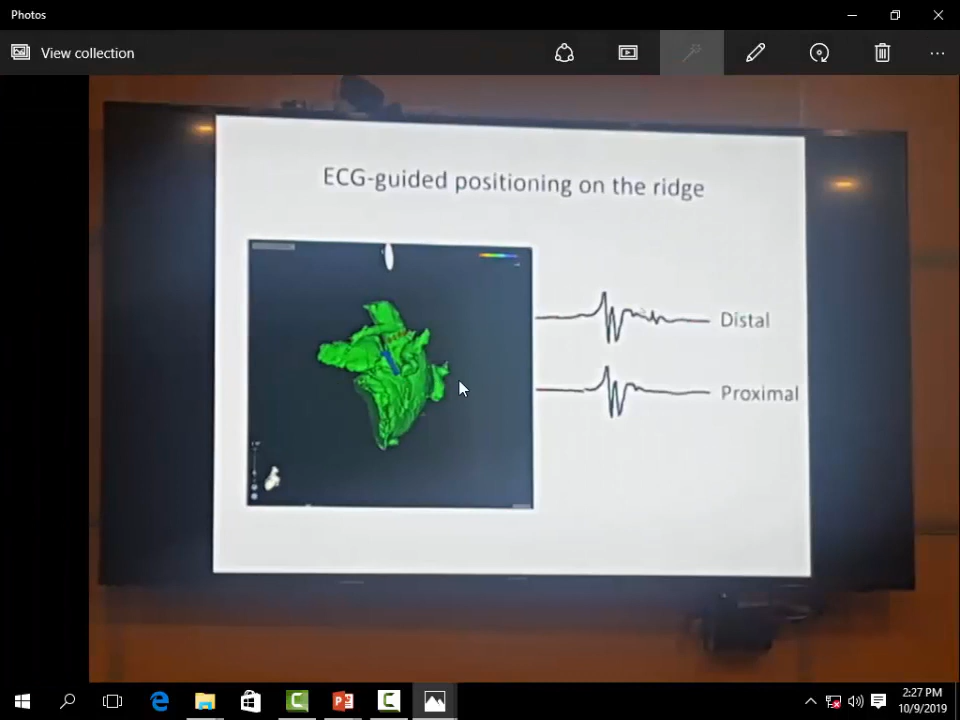 Photos
View collection
ECG-guided positioning on the ridge
Distal
Proximal
2:27 PM
10/9/2019